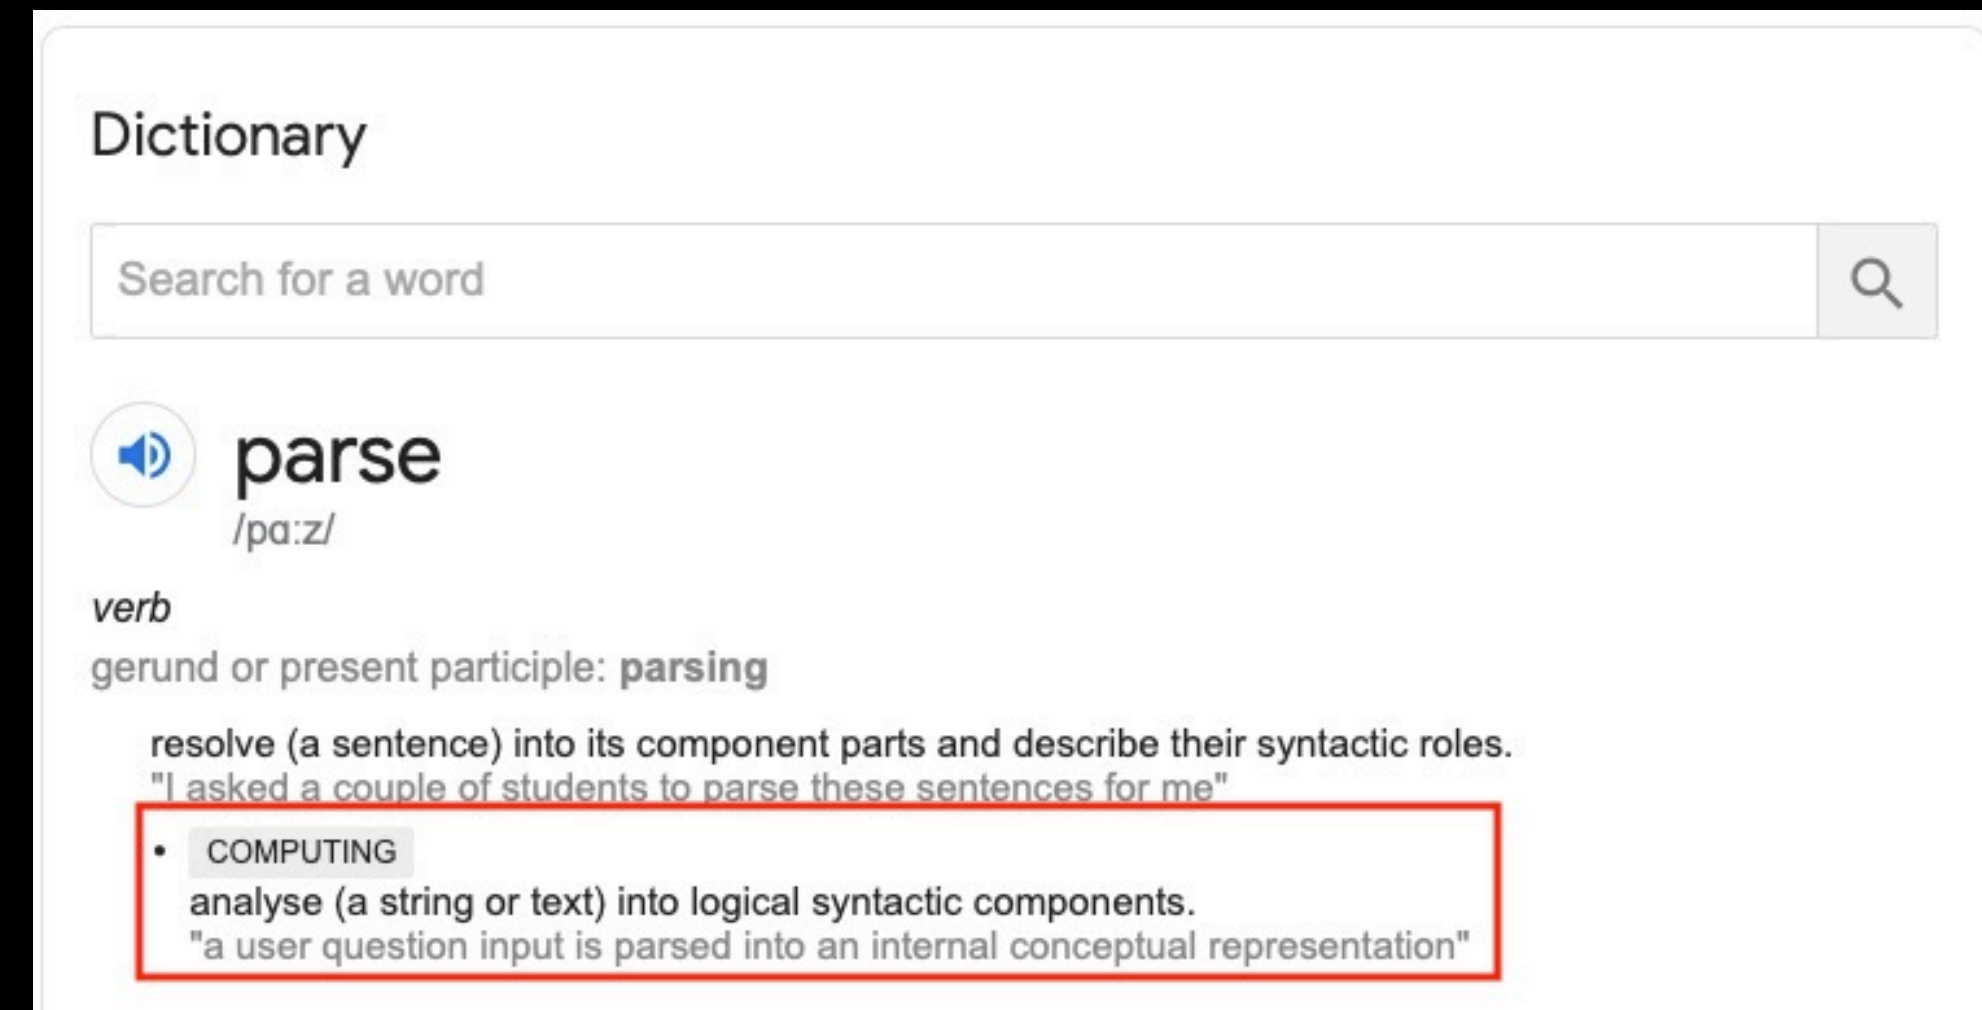 Dictionary
Search for a word
parse
/pɑːz/
verb
gerund or present participle: parsing
resolve (a sentence) into its component parts and describe their syntactic roles.
"I asked a couple of students to parse these sentences for me"
• COMPUTING
analyse (a string or text) into logical syntactic components.
"a user question input is parsed into an internal conceptual representation"